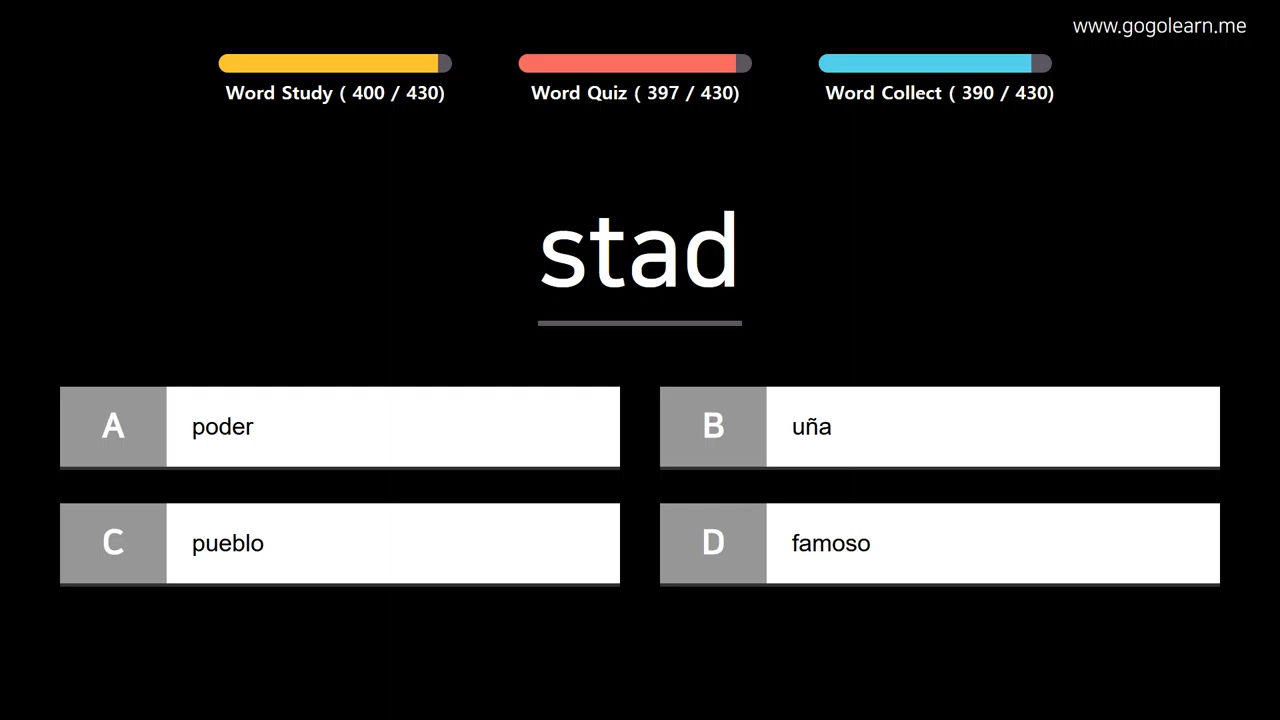 www.gogolearn.me
Word Study ( 400 / 430)
Word Quiz ( 397 / 430)
Word Collect ( 390 / 430)
stad
A poder
B uña
C pueblo
D famoso